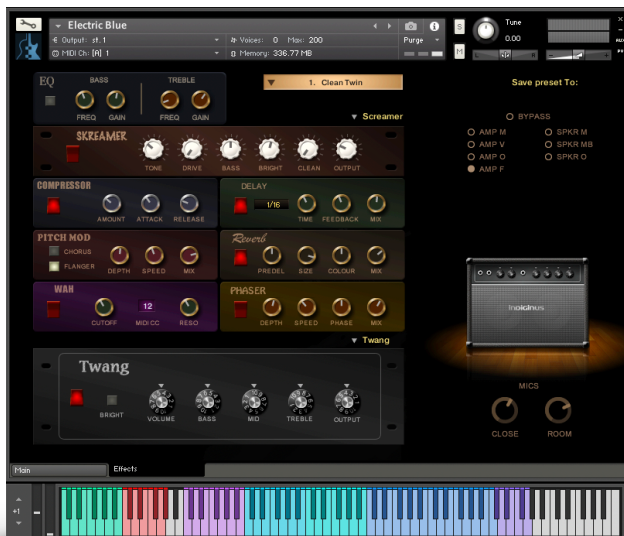 Electric Blue
Output: st. 1
Voices: 0 Max: 200
Purge
MIDI Ch: [A] 1
Memory: 336.77 MB
S
M
Tune
0.00
L
R
EQ
BASS
TREBLE
FREQ GAIN
FREQ GAIN
1. Clean Twin
Screamer
SKREAMER
TONE DRIVE BASS BRIGHT CLEAN OUTPUT
COMPRESSOR
AMOUNT ATTACK RELEASE
DELAY
1/16
TIME FEEDBACK MIX
PITCH MOD
CHORUS
FLANGER
DEPTH SPEED MIX
Reverb
PREDEL SIZE COLOUR MIX
WAH
12
CUTOFF MIDI CC RESO
PHASER
DEPTH SPEED PHASE MIX
Twang
Twang
BRIGHT
VOLUME BASS MID TREBLE OUTPUT
Save preset To:
BYPASS
AMP M SPKR M
AMP V SPKR MB
AMP O SPKR O
AMP F
MICS
CLOSE ROOM
Main
Effects
+1